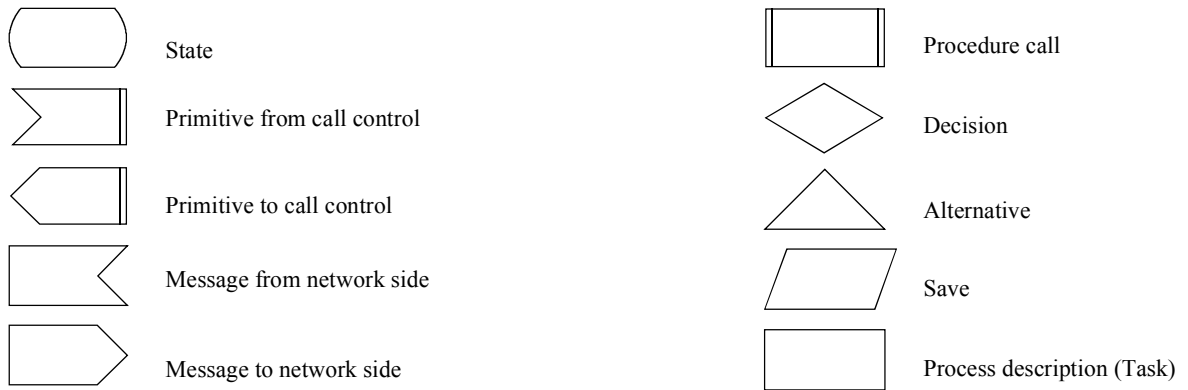 State
Primitive from call control
Primitive to call control
Message from network side
Message to network side
Procedure call
Decision
Alternative
Save
Process description (Task)